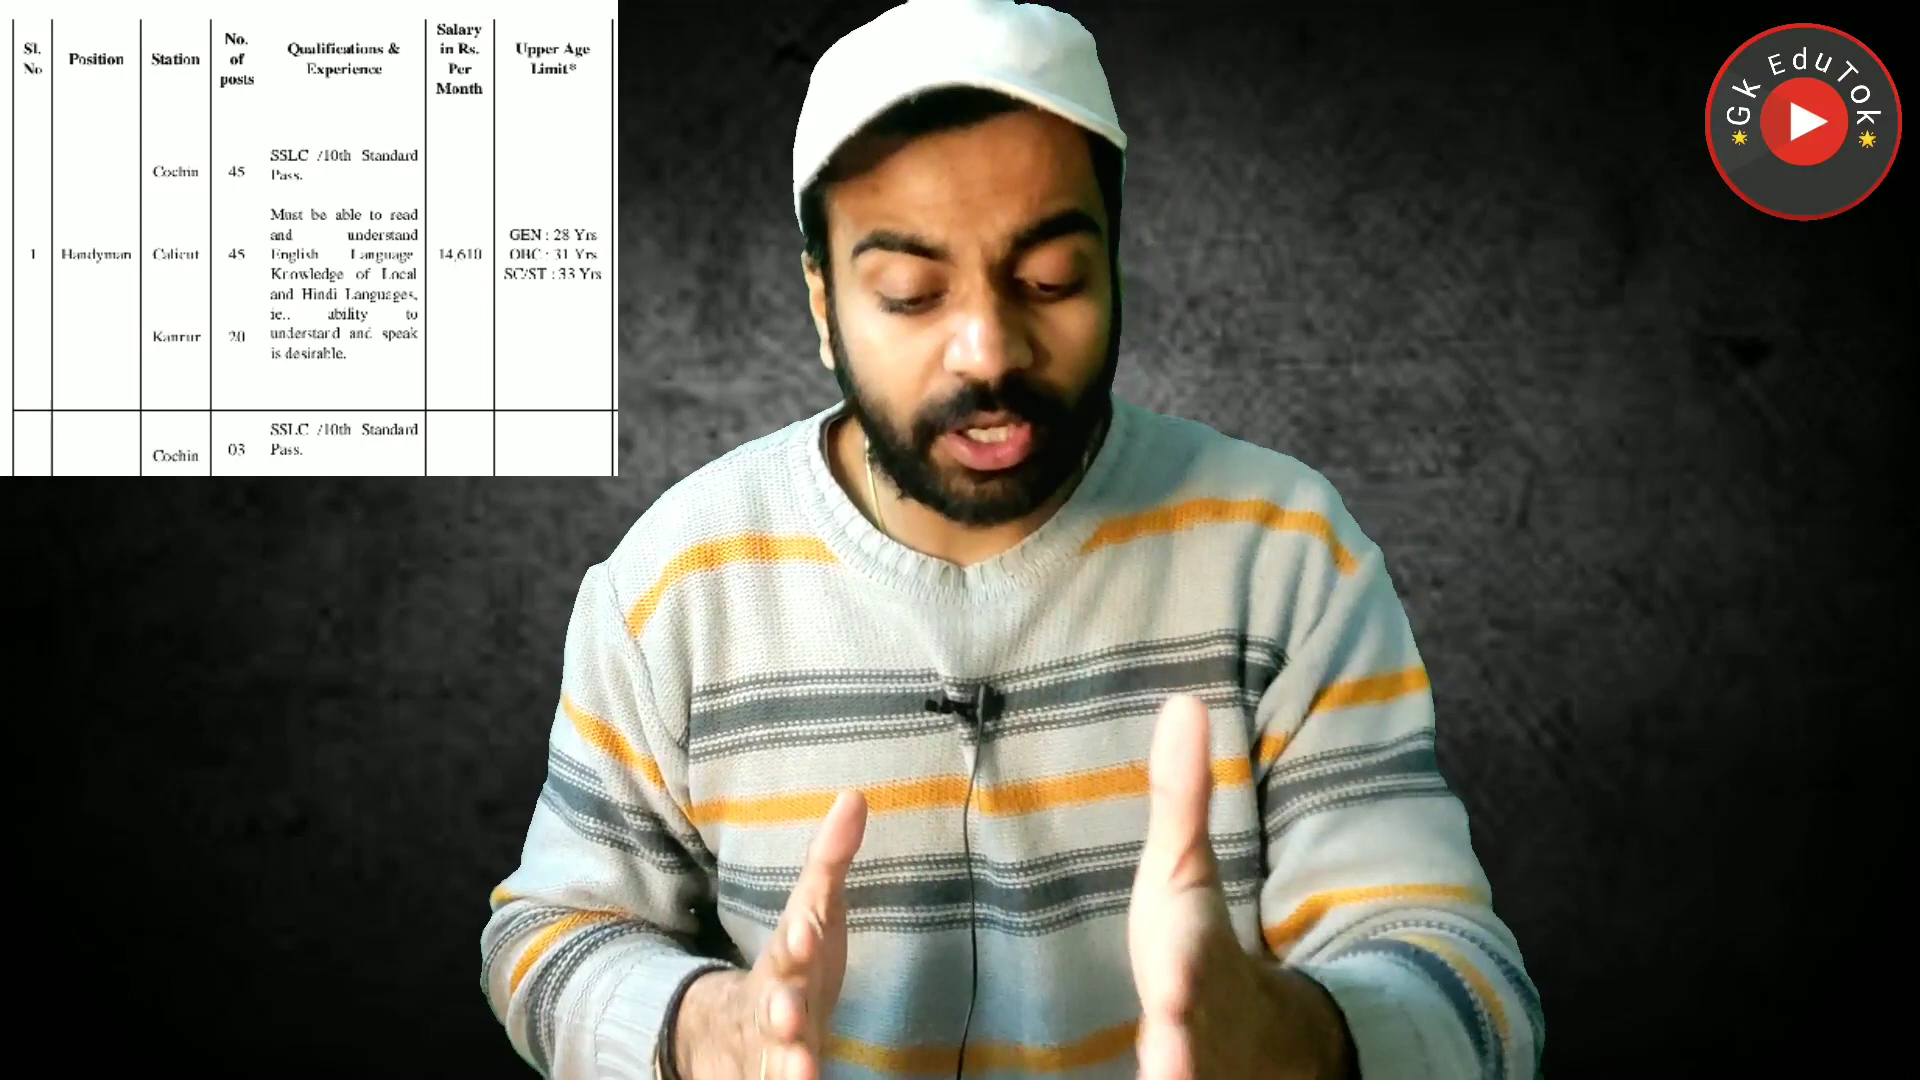 Sl.
No
Position
Station
No.
of
posts
Qualifications &
Experience
Salary
in Rs.
Per
Month
Upper Age
Limit*
1
Handyman
Cochin
45
Calicut
45
Kannur
20
SSLC /10th Standard
Pass.
Must be able to read
and understand
English Language
Knowledge of Local
and Hindi Languages,
ie.. ability to
understand and speak
is desirable.
14,610
GEN : 28 Yrs
OBC : 31 Yrs
SC/ST : 33 Yrs
Cochin
03
SSLC /10th Standard
Pass.
Gk EduTok